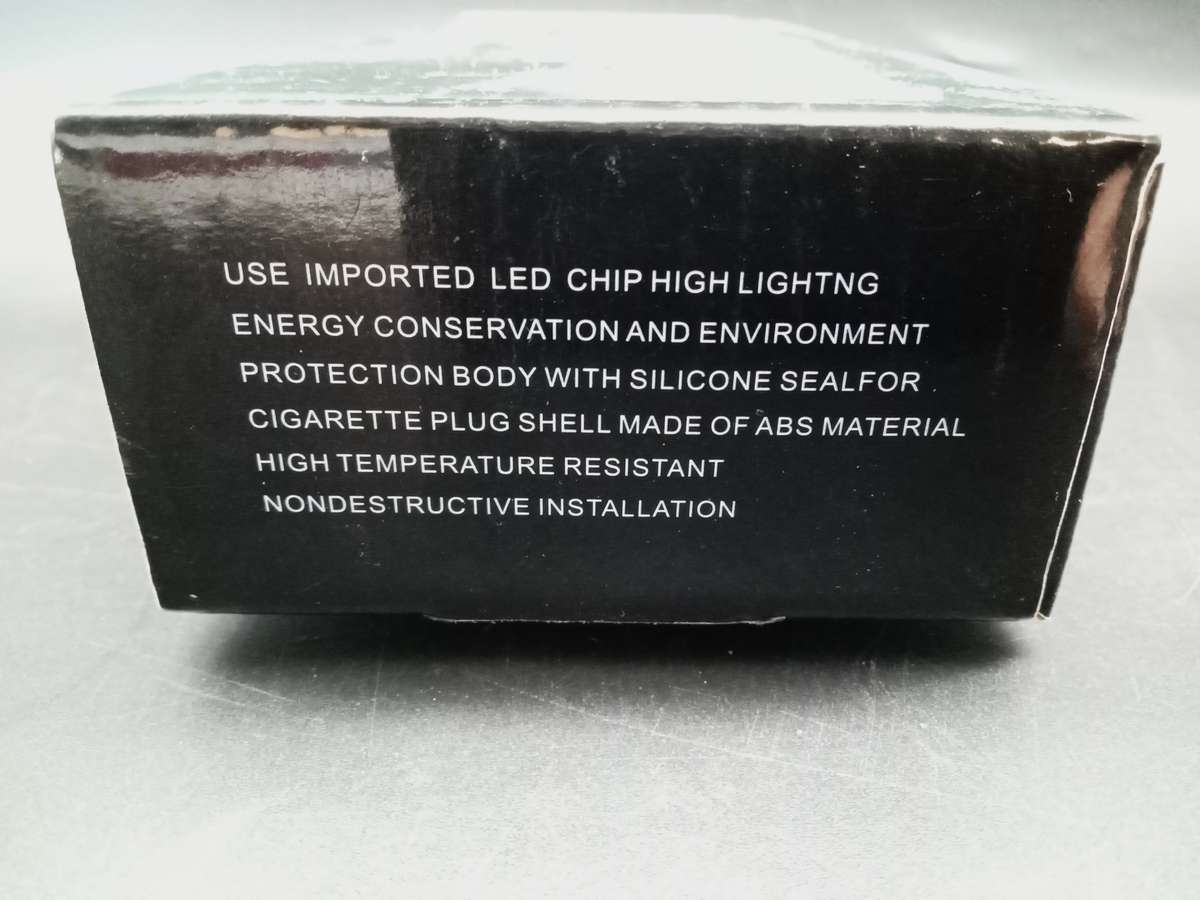 USE IMPORTED LED CHIP HIGH LIGHTNG
ENERGY CONSERVATION AND ENVIRONMENT
PROTECTION BODY WITH SILICONE SEALFOR
CIGARETTE PLUG SHELL MADE OF ABS MATERIAL
HIGH TEMPERATURE RESISTANT
NONDESTRUCTIVE INSTALLATION